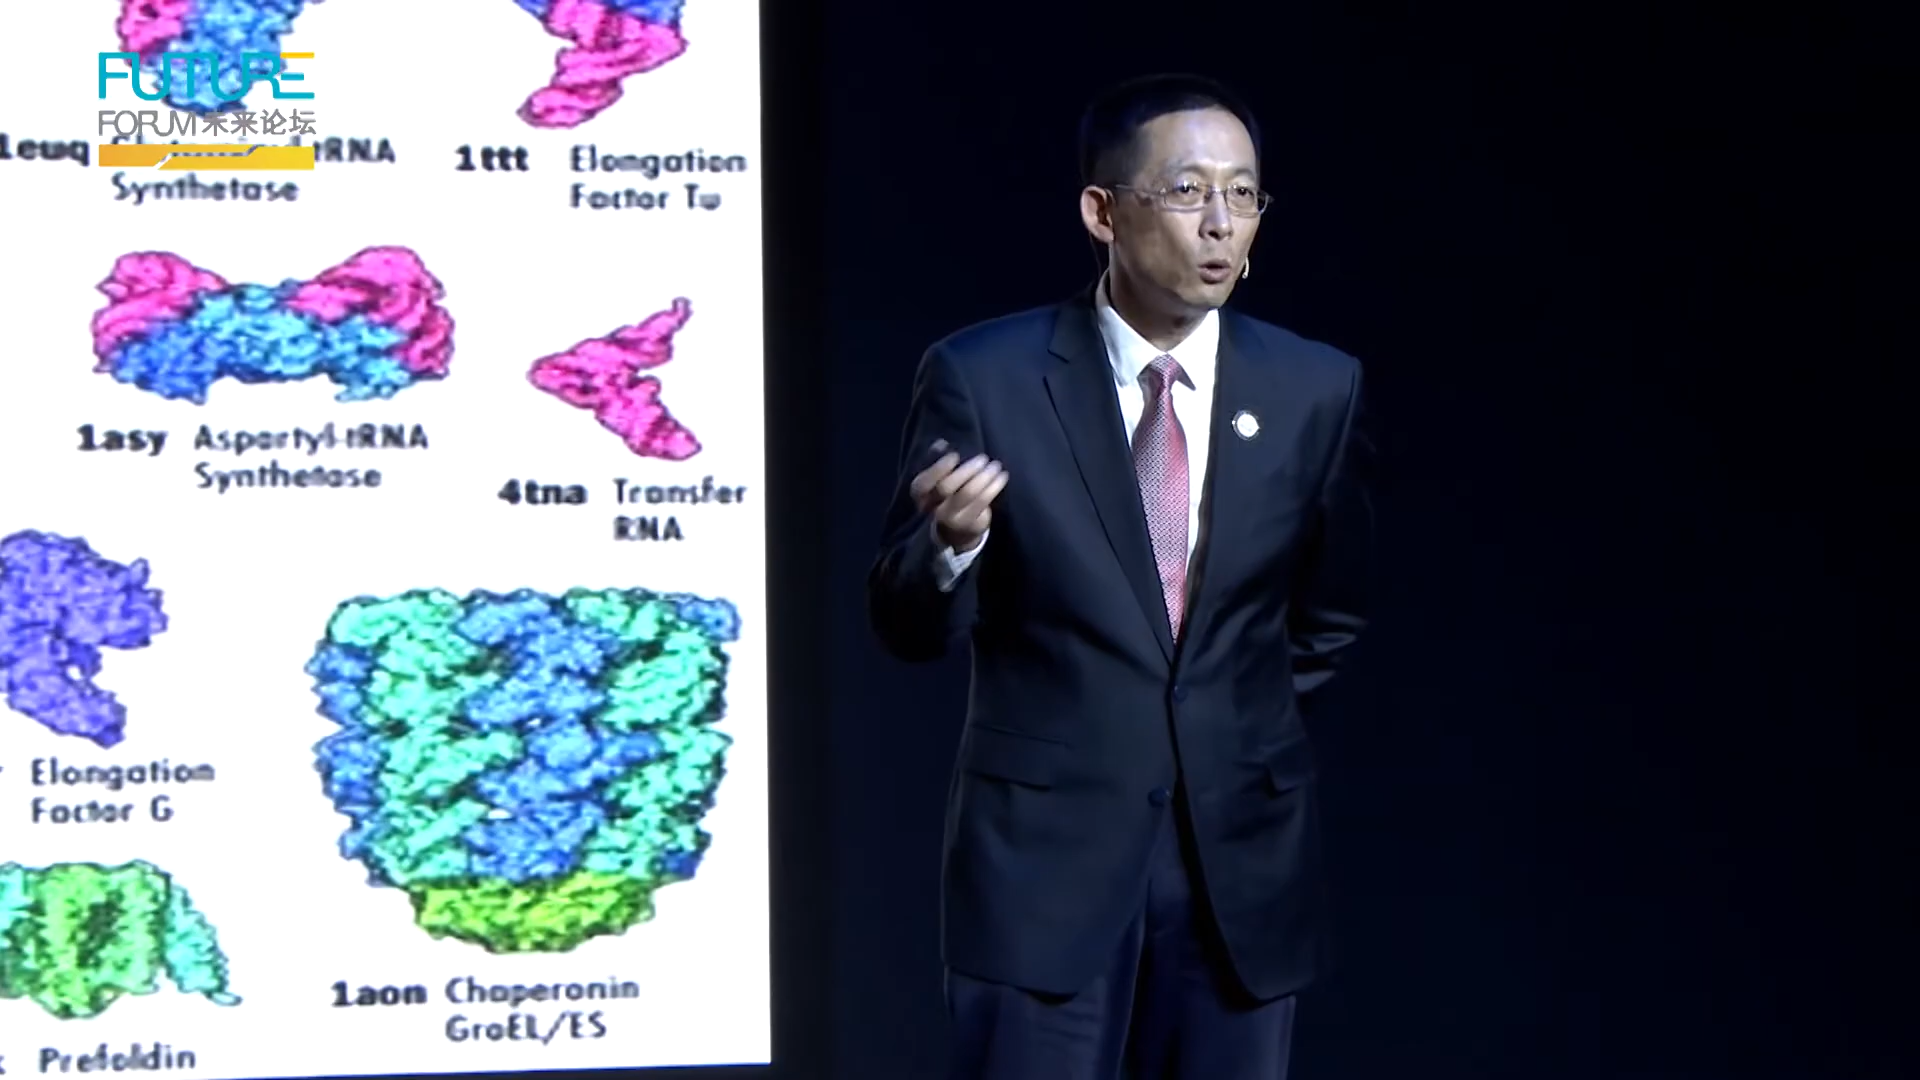 FUTURE
FORUM 未来论坛
1euq tRNA
Synthetase
1ttt Elongation
Factor Tu
1asy Aspartyl-tRNA
Synthetase
4tna Transfer
RNA
Elongation
Factor G
1aon Chaperonin
GroEL/ES
Prefoldin